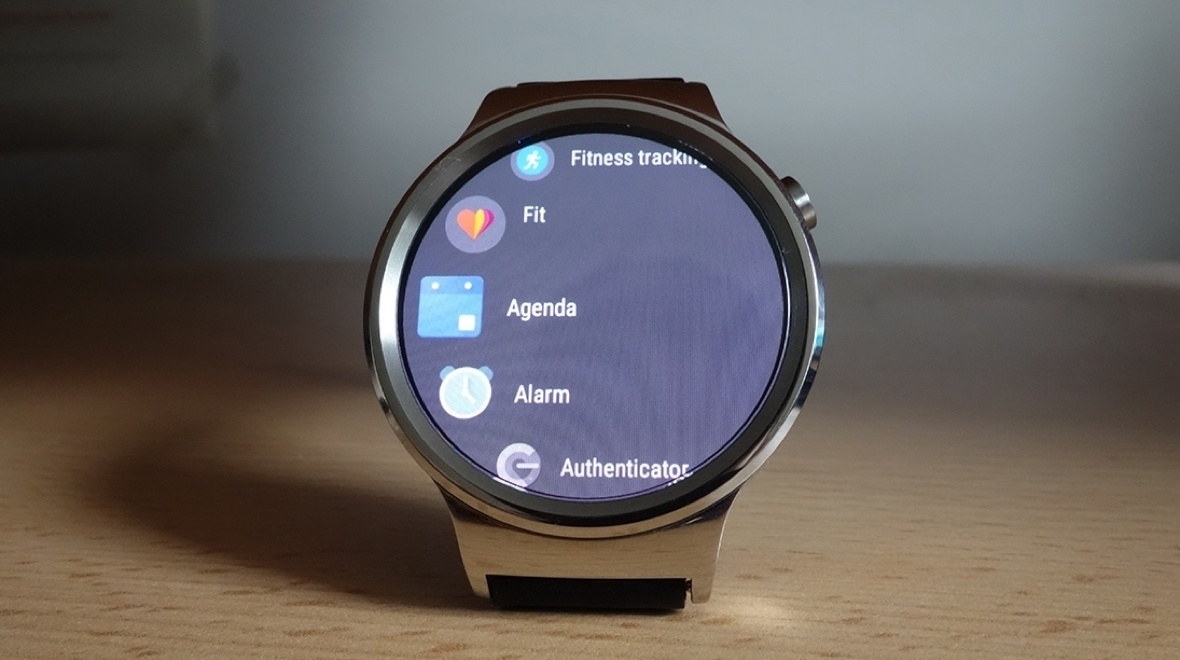 Fitness tracking
Fit
Agenda
Alarm
Authenticator